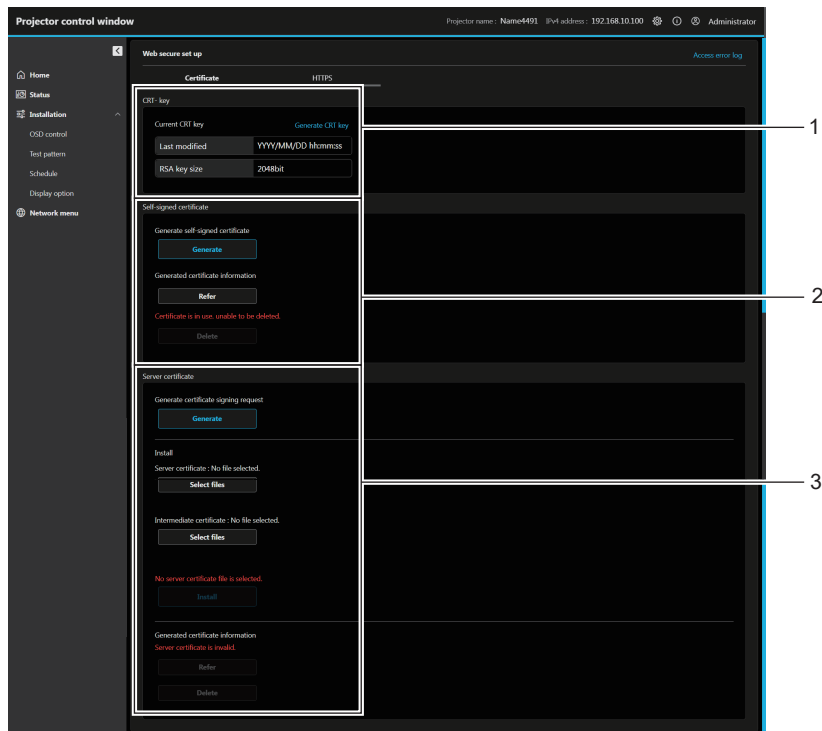 Projector control window
Projector name : Name4491 IPv4 address : 192.168.10.100 Administrator
Web secure set up
Access error log
Home
Status
Installation
OSD control
Test pattern
Schedule
Display option
Network menu
Certificate HTTPS
CRT- key
Current CRT key Generate CRT key
Last modified YYYY/MM/DD hh:mm:ss
RSA key size 2048bit
1
Self-signed certificate
Generate self-signed certificate
Generate
Generated certificate information
Refer
Certificate is in use, unable to be deleted.
Delete
2
Server certificate
Generate certificate signing request
Generate
Install
Server certificate : No file selected.
Select files
Intermediate certificate : No file selected.
Select files
No server certificate file is selected.
Install
Generated certificate information
Server certificate is invalid.
Refer
Delete
3